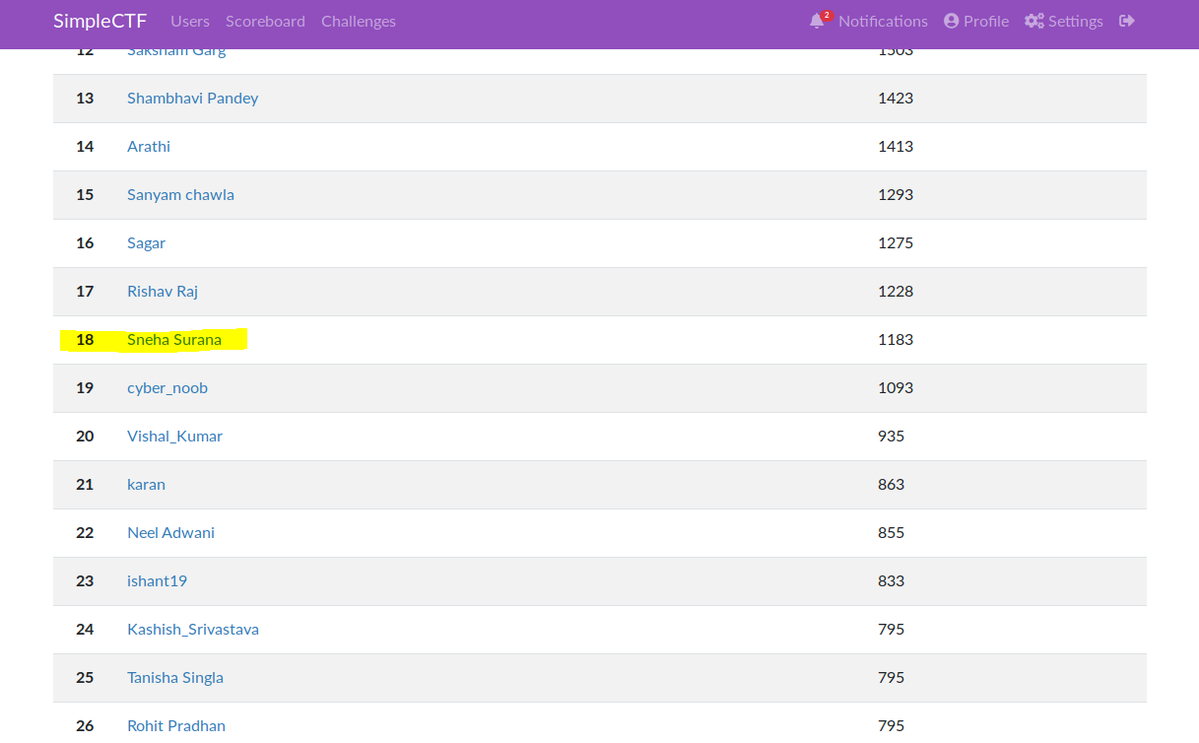 SimpleCTF Users Scoreboard Challenges 2 Notifications Profile Settings
12 Saksham Garg 1503
13 Shambhavi Pandey 1423
14 Arathi 1413
15 Sanyam chawla 1293
16 Sagar 1275
17 Rishav Raj 1228
18 Sneha Surana 1183
19 cyber_noob 1093
20 Vishal_Kumar 935
21 karan 863
22 Neel Adwani 855
23 ishant19 833
24 Kashish_Srivastava 795
25 Tanisha Singla 795
26 Rohit Pradhan 795